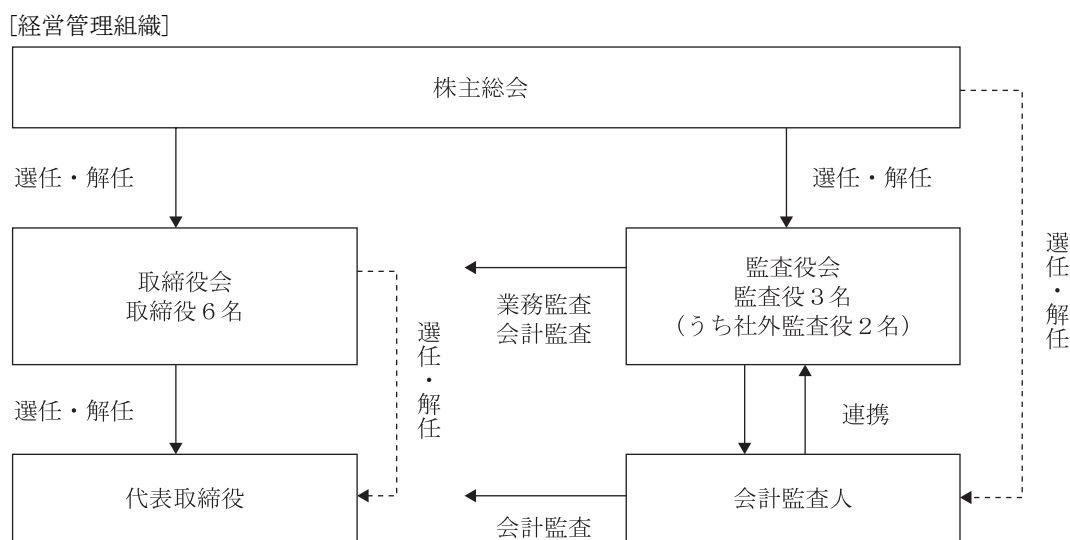 [経営管理組織]
株主総会
選任・解任
選任・解任
選任・解任
取締役会
取締役6名
監査役会
監査役3名
(うち社外監査役2名)
業務監査
会計監査
選任・解任
選任・解任
連携
代表取締役
会計監査人
会計監査